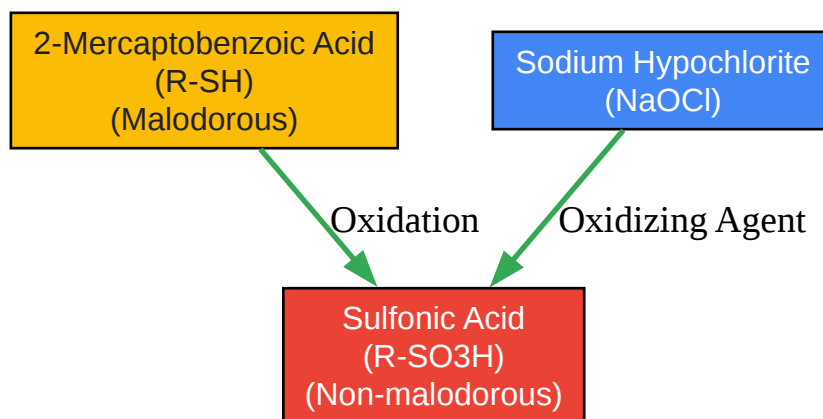 2-Mercaptobenzoic Acid
(R-SH)
(Malodorous)
Sodium Hypochlorite
(NaOCl)
Oxidation
Oxidizing Agent
Sulfonic Acid
(R-SO3H)
(Non-malodorous)